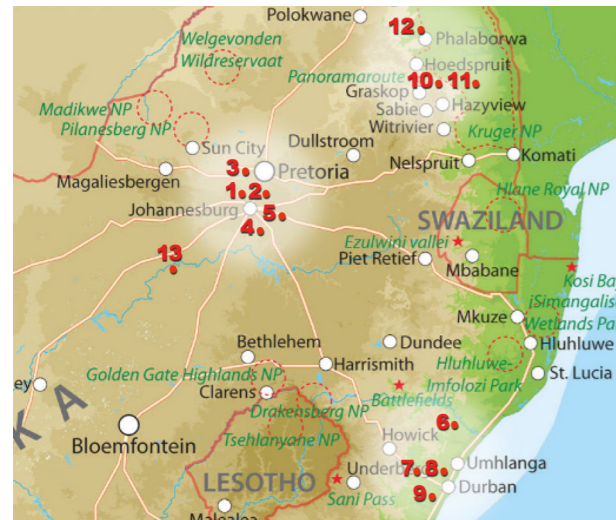 Polokwane
12.
Phalaborwa
Welgevonden
Wildreservaat
Hoedspruit
Panoramaroute
10. 11.
Graskop
Hazyview
Sabie
Madikwe NP
Pilanesberg NP
Witrivier
Kruger NP
Sun City
Dullstroom
3.
Pretoria
Nelspruit
Komati
Magaliesbergen
Hlane Royal NP
1. 2.
Johannesburg
5.
4.
SWAZILAND
Ezulwini vallei
13
Piet Retief
Mbabane
Kosi Ba
iSimangalis
Mkuze
Wetlands Pa
Bethlehem
Dundee
Hluhluwe
Harrismith
Hluhluwe-
Imfolozi Park
St. Lucia
ey
Golden Gate Highlands NP
Clarens
Battlefields
KA
Drakensberg NP
6.
Bloemfontein
Tsehlanyane NP
Howick
7. 8.
Umhlanga
Underberg
LESOTHO
Sani Pass
9.
Durban
Malealea